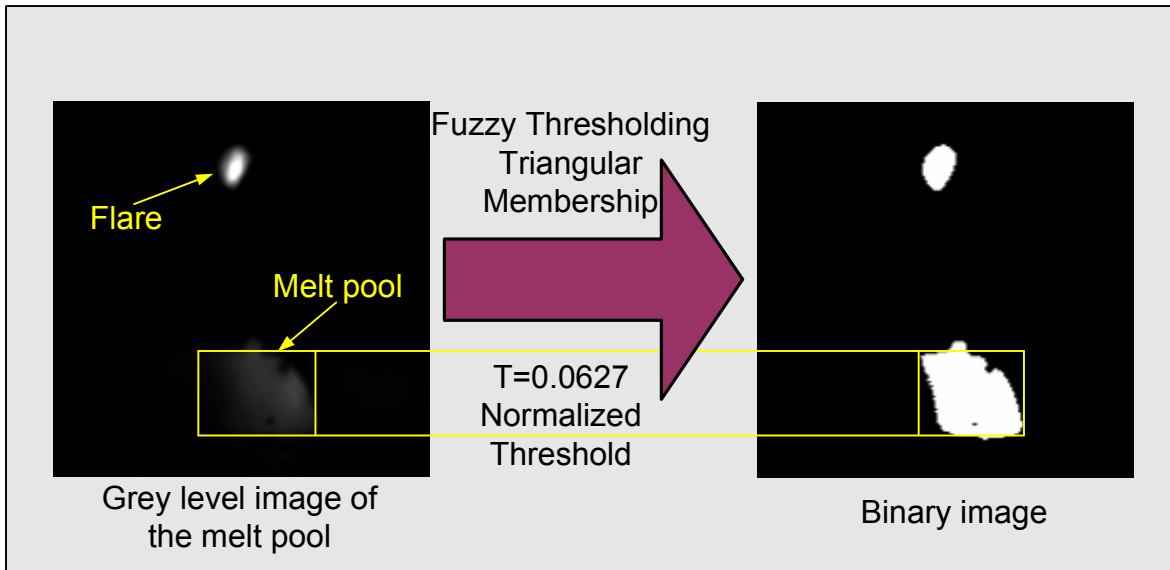 Fuzzy Thresholding
Triangular
Membership
Flare
Melt pool
T=0.0627
Normalized
Threshold
Grey level image of
the melt pool
Binary image